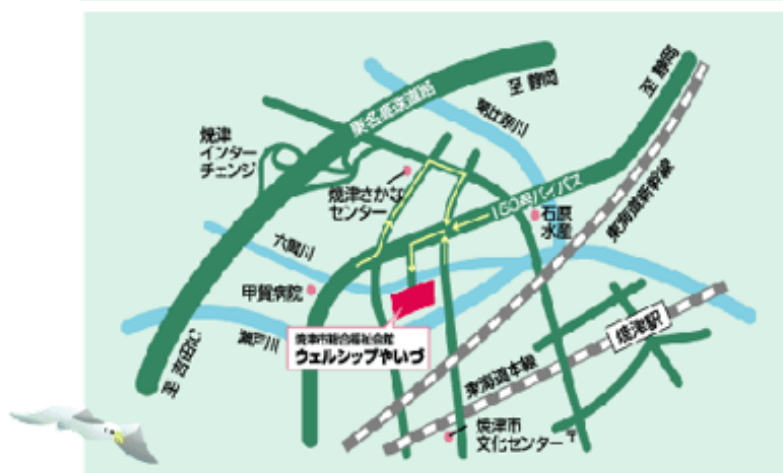 東名高速道路
至 静岡
至 静岡
朝比奈川
焼津
インター
チェンジ
焼津さかな
センター
150号バイパス
石原
水産
東海道新幹線
六間川
甲賀病院
瀬戸川
焼津市総合福祉会館
ウェルシップやいづ
至 吉田IC
焼津駅
東海道本線
焼津市
文化センター
〒